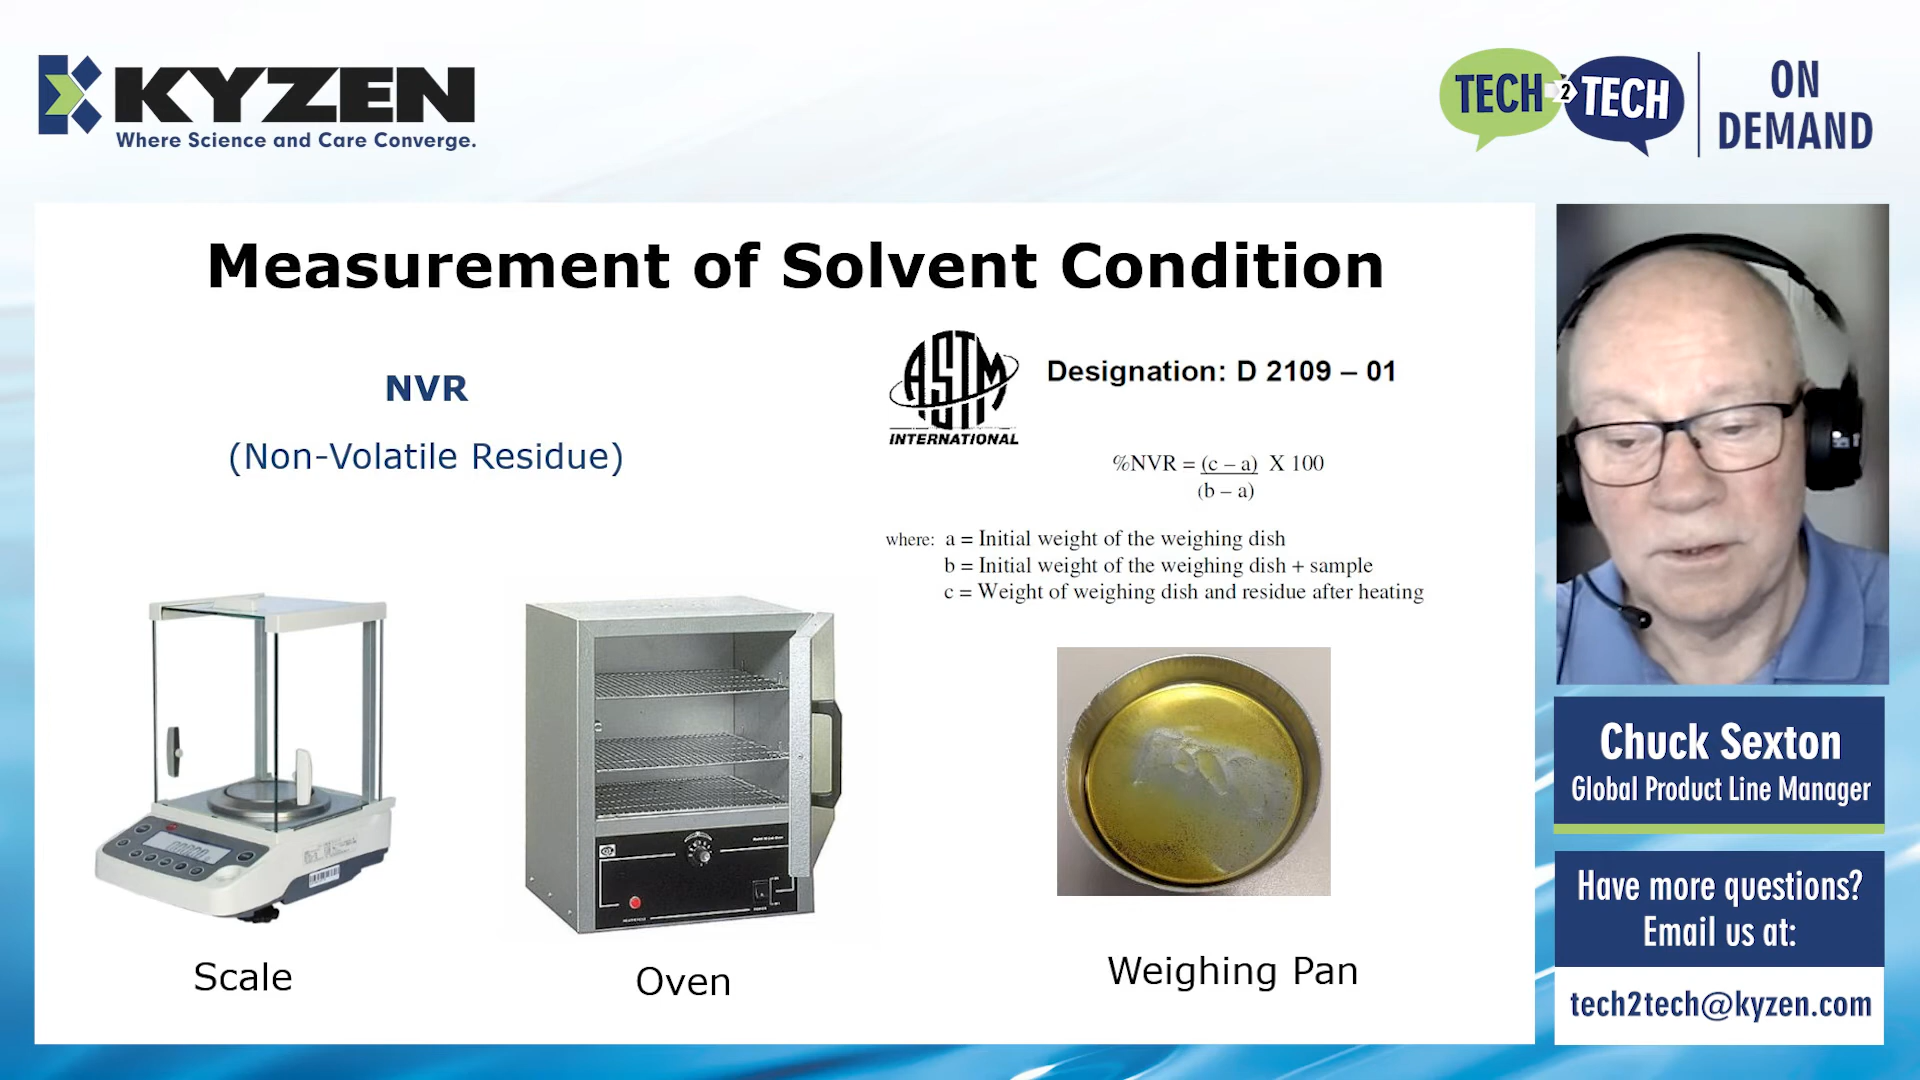 KYZEN
Where Science and Care Converge.
TECH 2 TECH
ON
DEMAND
Measurement of Solvent Condition
NVR
(Non-Volatile Residue)
ASTM
INTERNATIONAL
Designation: D 2109 – 01
%NVR = (c – a) X 100
(b – a)
where: a = Initial weight of the weighing dish
b = Initial weight of the weighing dish + sample
c = Weight of weighing dish and residue after heating
Scale
Oven
Weighing Pan
Chuck Sexton
Global Product Line Manager
Have more questions?
Email us at:
tech2tech@kyzen.com